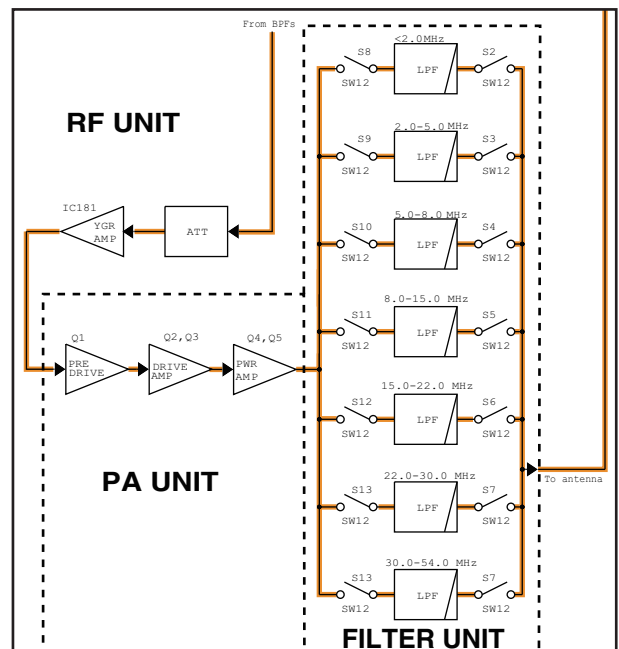 From BPFs
<2.0MHz
S8 LPF S2
SW12 SW12
RF UNIT
2.0-5.0 MHz
S9 LPF S3
SW12 SW12
IC181
YGR
AMP
ATT
5.0-8.0 MHz
S10 LPF S4
SW12 SW12
8.0-15.0 MHz
S11 LPF S5
SW12 SW12
Q1 Q2,Q3 Q4,Q5
PRE
DRIVE
DRIVE
AMP
PWR
AMP
15.0-22.0 MHz
S12 LPF S6
SW12 SW12
PA UNIT
To antenna
22.0-30.0 MHz
S13 LPF S7
SW12 SW12
30.0-54.0 MHz
S13 LPF S7
SW12 SW12
FILTER UNIT